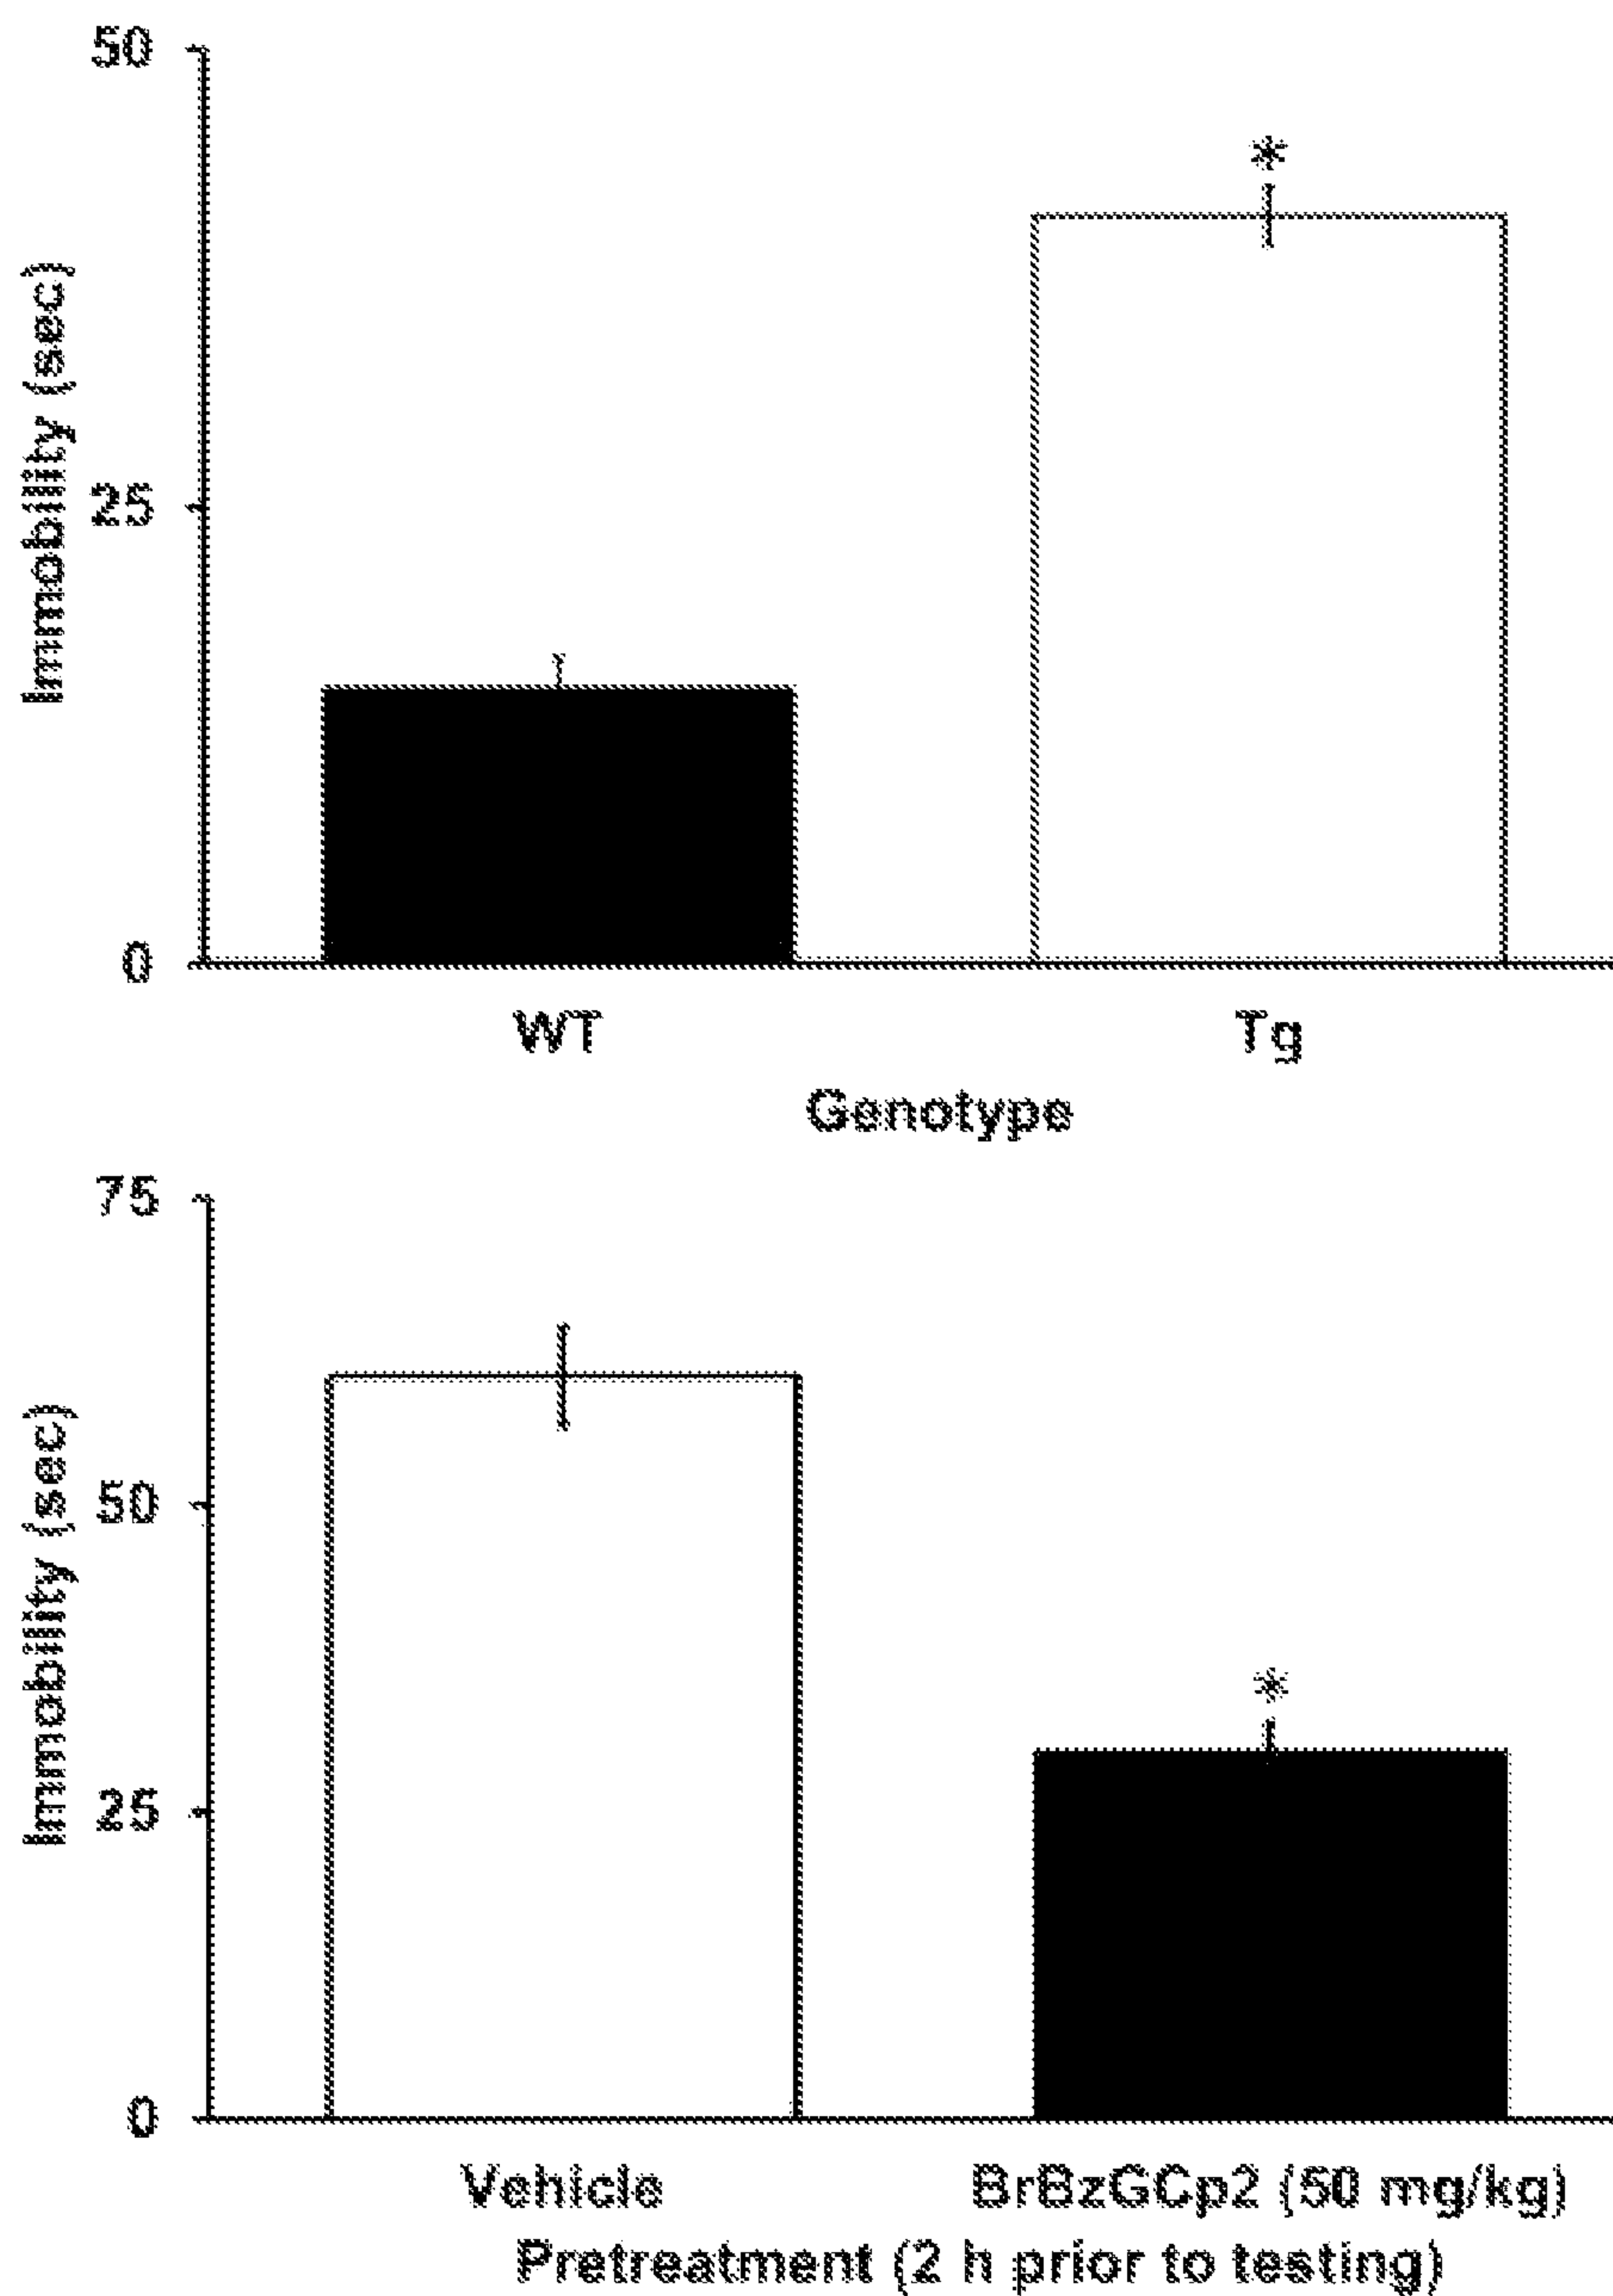 50
*
Immobility (sec)
25
0
WT Tg
Genotype
75
Immobility (sec)
50
*
25
0
Vehicle BrBzGCp2 (50 mg/kg)
Pretreatment (2 h prior to testing)